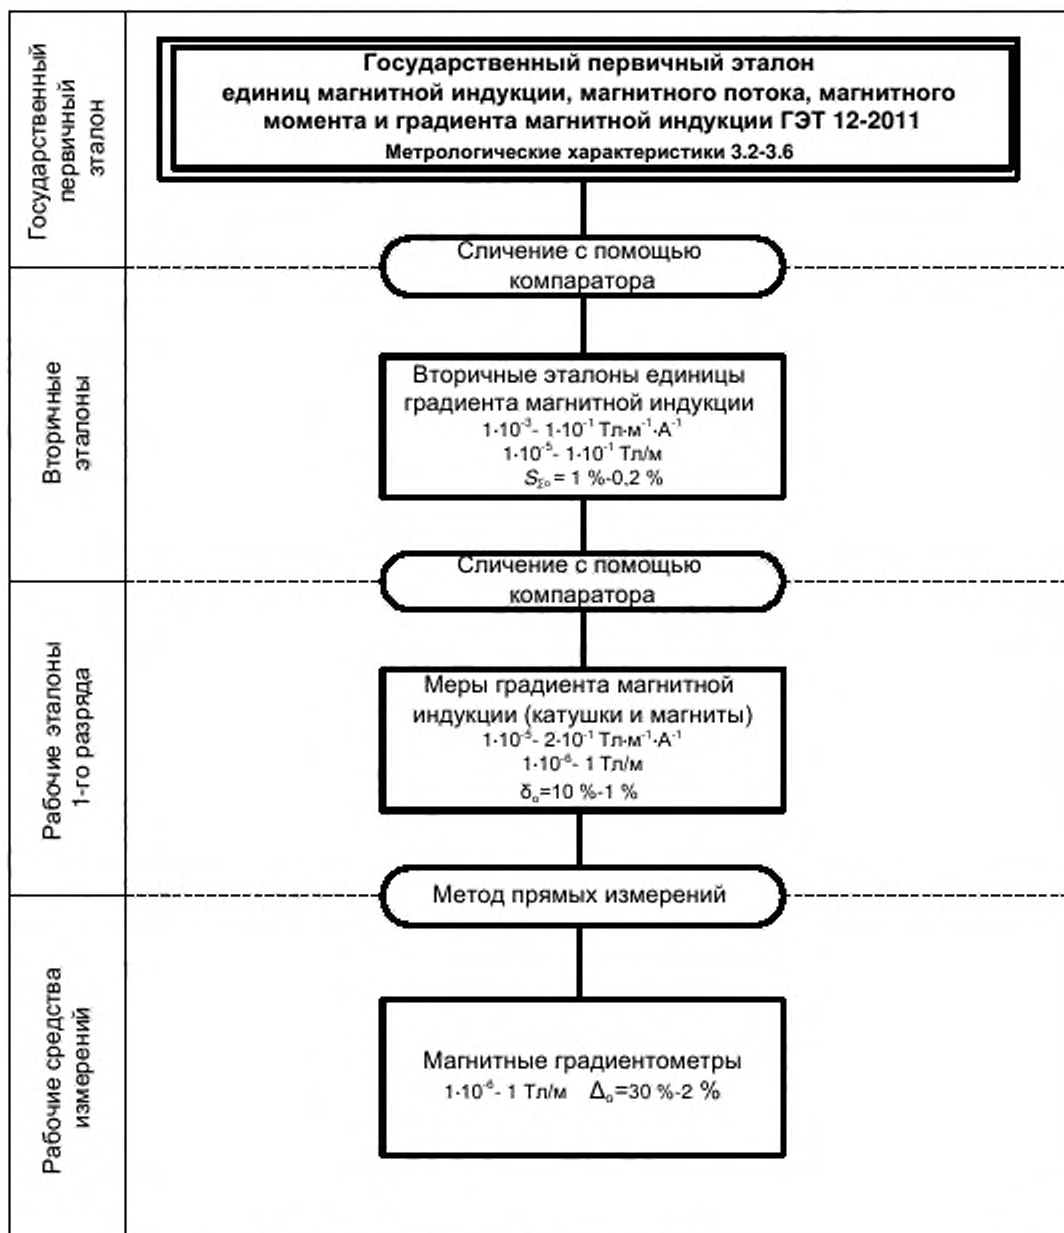 Государственный
первичный
эталон
Государственный первичный эталон
единиц магнитной индукции, магнитного потока, магнитного
момента и градиента магнитной индукции ГЭТ 12-2011
Метрологические характеристики 3.2-3.6
Сличение с помощью
компаратора
Вторичные
эталоны
Вторичные эталоны единицы
градиента магнитной индукции
1·10⁻³- 1·10⁻¹ Тл·м⁻¹·А⁻¹
1·10⁻⁵- 1·10⁻¹ Тл/м
S_Σₒ = 1 %-0,2 %
Сличение с помощью
компаратора
Рабочие эталоны
1-го разряда
Меры градиента магнитной
индукции (катушки и магниты)
1·10⁻⁵- 2·10⁻¹ Тл·м⁻¹·А⁻¹
1·10⁻⁶- 1 Тл/м
δₒ=10 %-1 %
Метод прямых измерений
Рабочие средства
измерений
Магнитные градиентометры
1·10⁻⁶- 1 Тл/м Δₒ=30 %-2 %